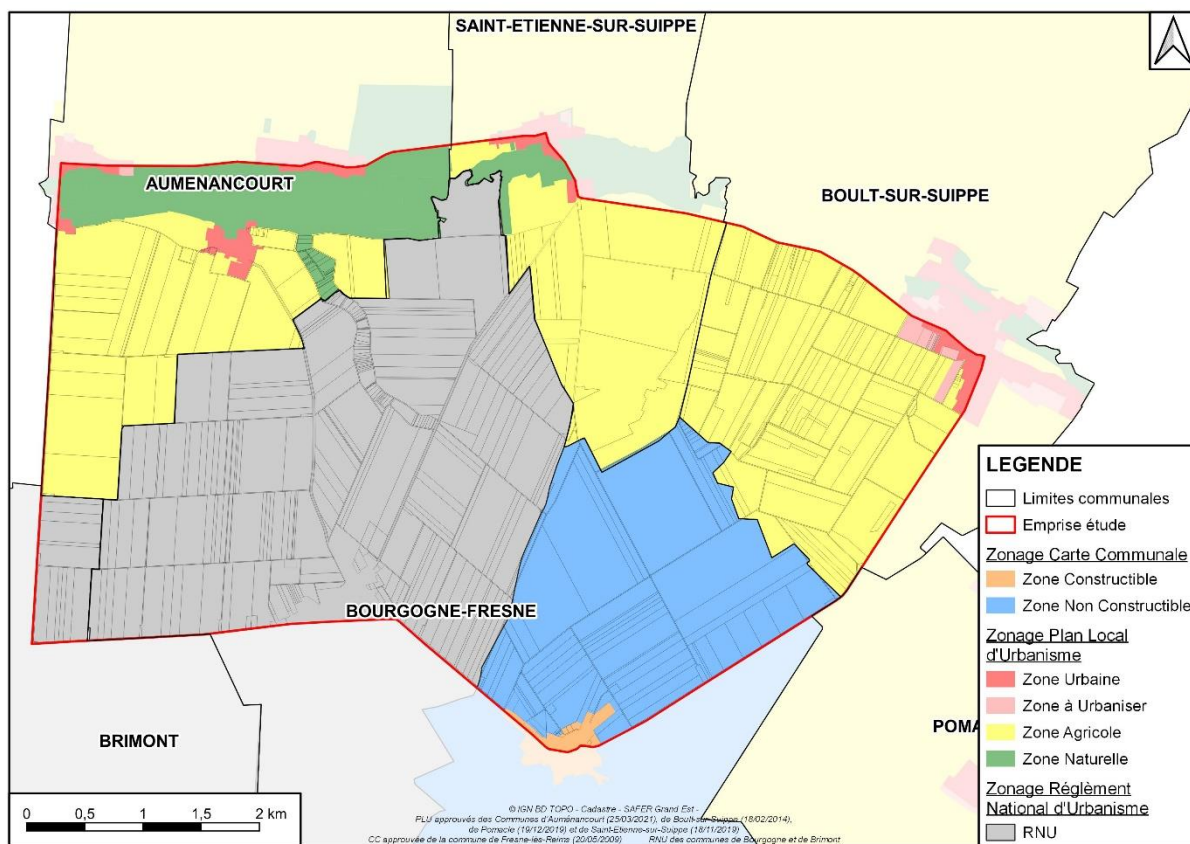 SAINT-ETIENNE-SUR-SUIPPE
AUMENANCOURT
BOULT-SUR-SUIPPE
BOURGOGNE-FRESNE
BRIMONT
POMA
LEGENDE
Limites communales
Emprise étude
Zonage Carte Communale
Zone Constructible
Zone Non Constructible
Zonage Plan Local
d'Urbanisme
Zone Urbaine
Zone à Urbaniser
Zone Agricole
Zone Naturelle
Zonage Réglement
National d'Urbanisme
RNU
0 0,5 1 1,5 2 km
© IGN BD TOPO - Cadastre - SAFER Grand Est -
PLU approuvés des Communes d'Auménancourt (25/03/2021), de Boult-sur-Suippe (18/02/2014),
de Pomacle (19/12/2019) et de Saint-Etienne-sur-Suippe (18/11/2019)
CC approuvée de la commune de Fresne-lès-Reims (20/05/2009) RNU des communes de Bourgogne et de Brimont